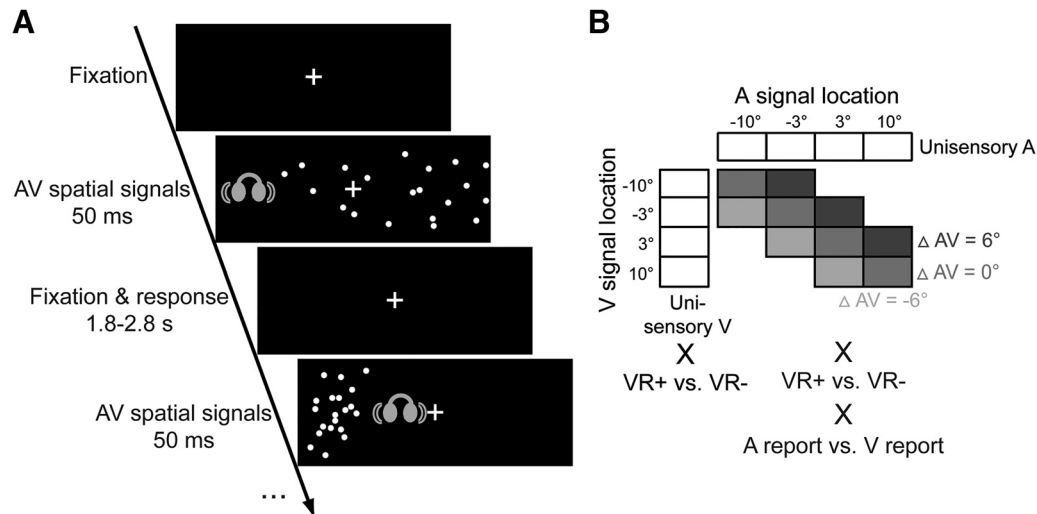 A
Fixation
AV spatial signals
50 ms
Fixation & response
1.8-2.8 s
AV spatial signals
50 ms
...
B
A signal location
-10° -3° 3° 10°
Unisensory A
V signal location
-10°
-3°
3°
10°
△ AV = 6°
△ AV = 0°
△ AV = -6°
Uni-
sensory V
X
VR+ vs. VR-
X
VR+ vs. VR-
X
A report vs. V report